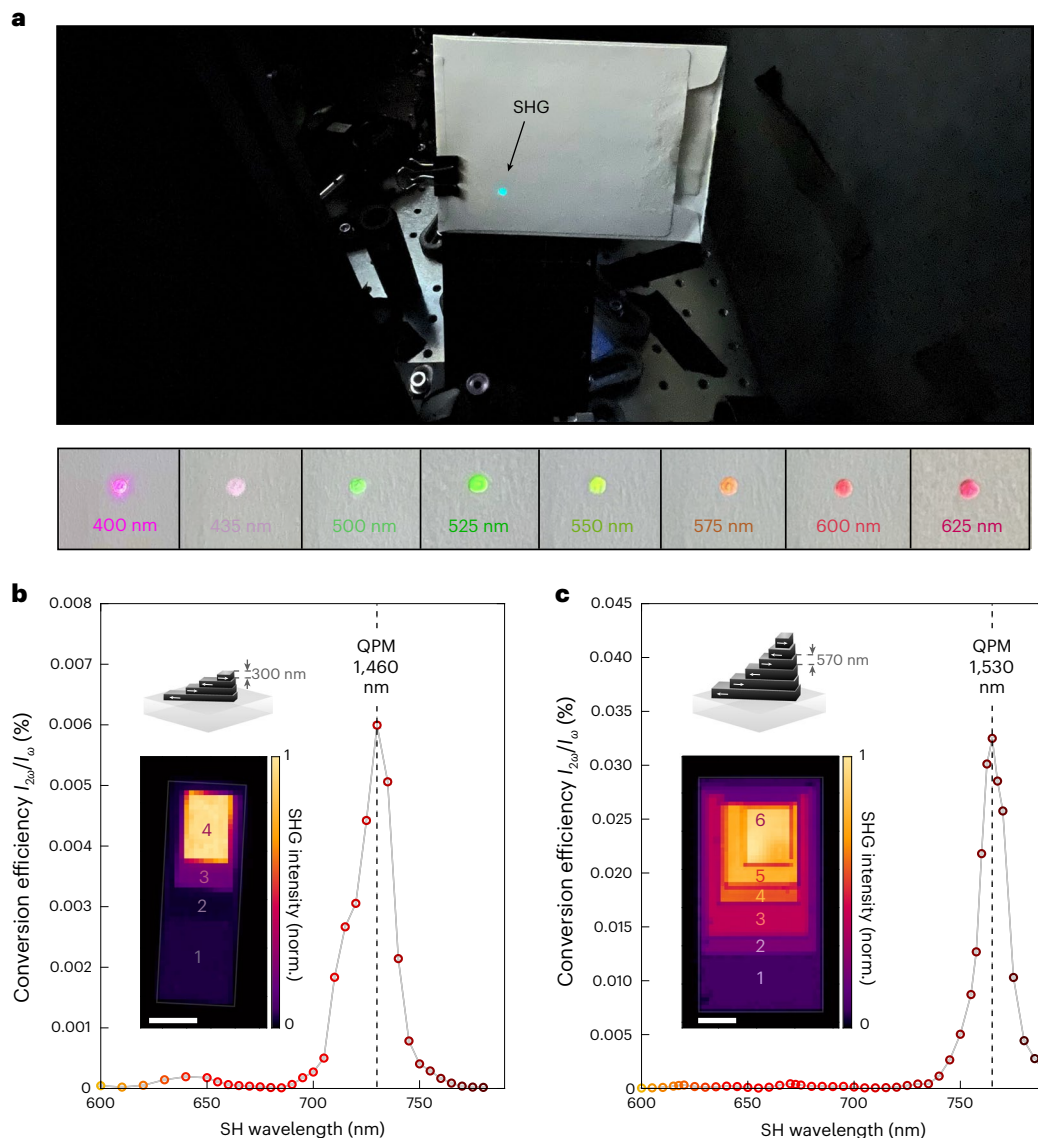 a
SHG
400 nm
435 nm
500 nm
525 nm
550 nm
575 nm
600 nm
625 nm
b
0.008
0.007
0.006
0.005
0.004
0.003
0.002
0.001
0
Conversion efficiency I2ω/Iω (%)
QPM
1,460
nm
300 nm
4
3
2
1
1
0
SHG intensity (norm.)
600
650
700
750
SH wavelength (nm)
c
0.045
0.040
0.035
0.030
0.025
0.020
0.015
0.010
0.005
0
Conversion efficiency I2ω/Iω (%)
QPM
1,530
nm
570 nm
6
5
4
3
2
1
1
0
SHG intensity (norm.)
600
650
700
750
SH wavelength (nm)